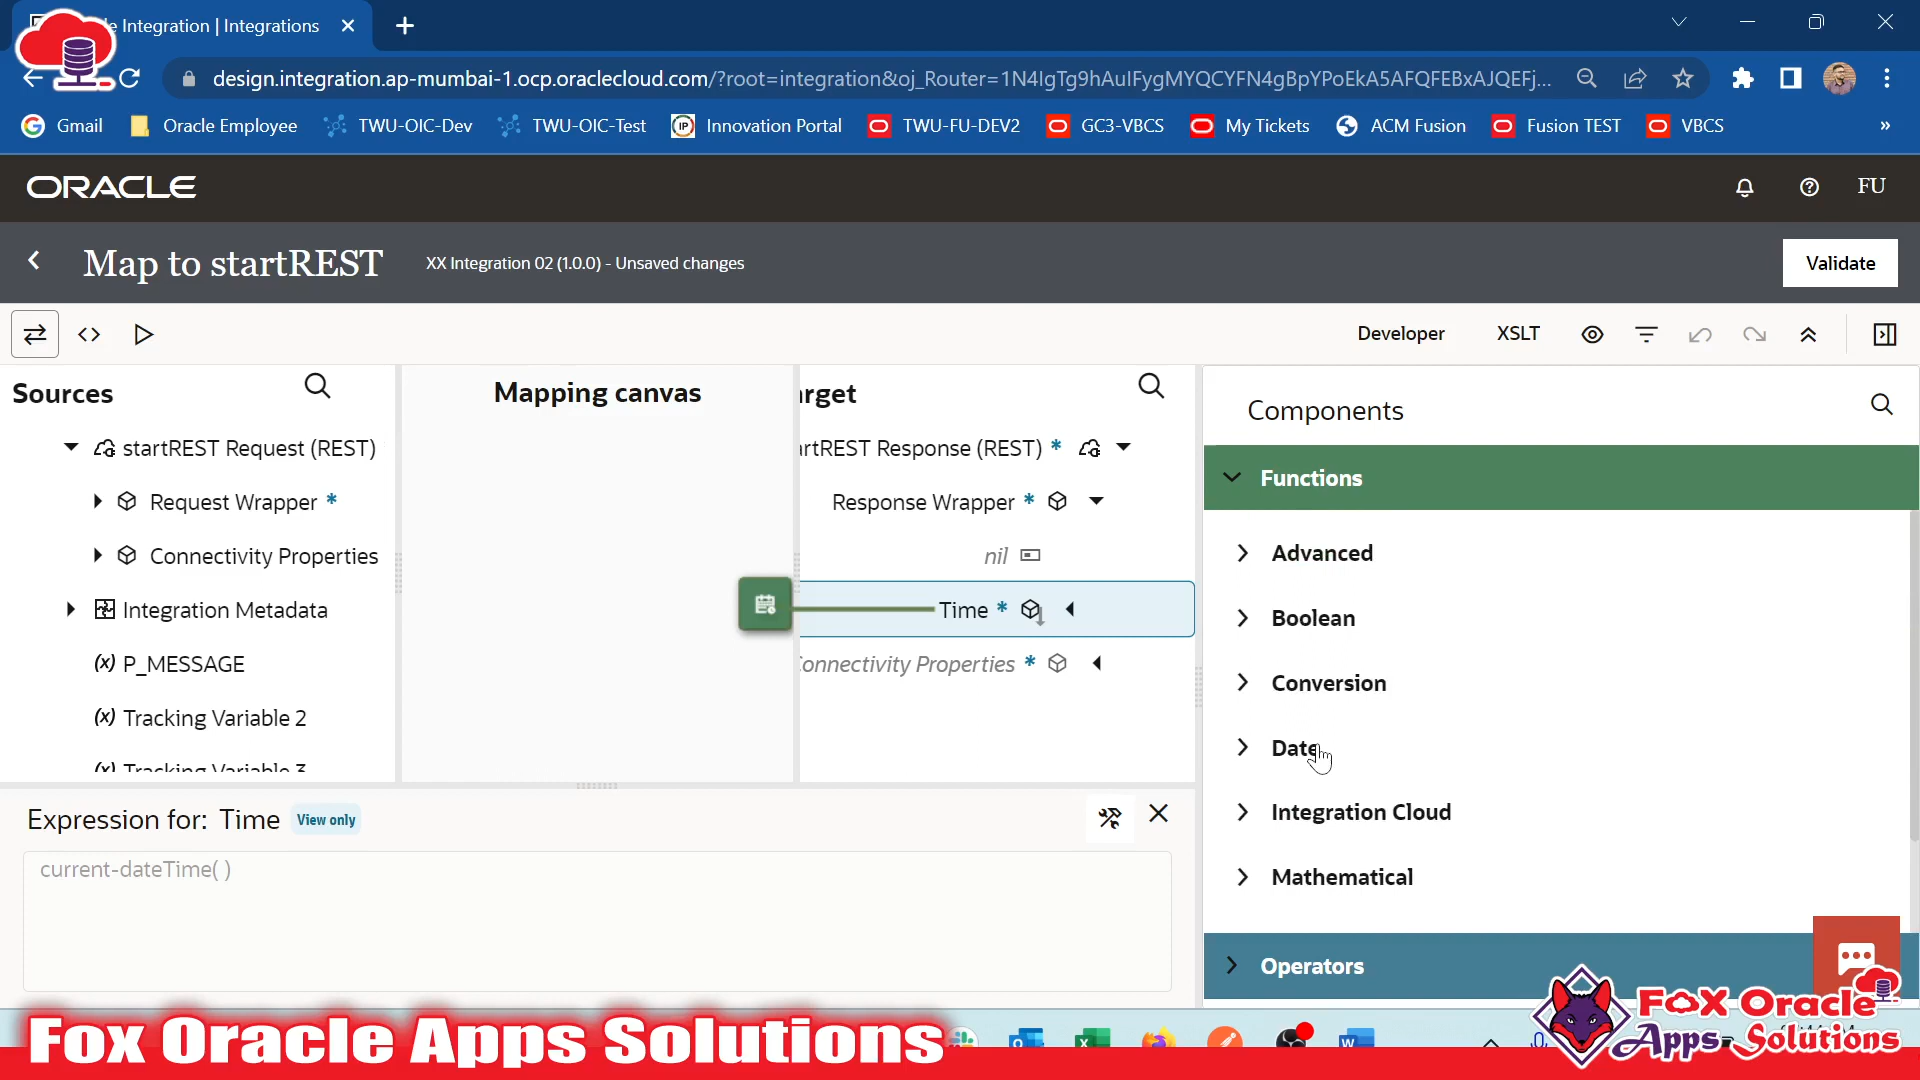 Integration | Integrations
design.integration.ap-mumbai-1.ocp.oraclecloud.com/?root=integration&oj_Router=1N4IgTg9hAuIFygMYQCYFN4gBpYPoEkA5AFQFEBxAJQEFj...
Gmail Oracle Employee TWU-OIC-Dev TWU-OIC-Test Innovation Portal TWU-FU-DEV2 GC3-VBCS My Tickets ACM Fusion Fusion TEST VBCS »
ORACLE FU
Map to startREST XX Integration 02 (1.0.0) - Unsaved changes Validate
Developer XSLT
Sources
startREST Request (REST)
Request Wrapper *
Connectivity Properties
Integration Metadata
(x) P_MESSAGE
(x) Tracking Variable 2
(x) Tracking Variable 3
Mapping canvas
rget
rtREST Response (REST) *
Response Wrapper *
nil
Time *
onnectivity Properties *
Components
Functions
Advanced
Boolean
Conversion
Date
Integration Cloud
Mathematical
Operators
Expression for: Time View only
current-dateTime( )
Fox Oracle Apps Solutions
FOX Oracle
Apps Solutions